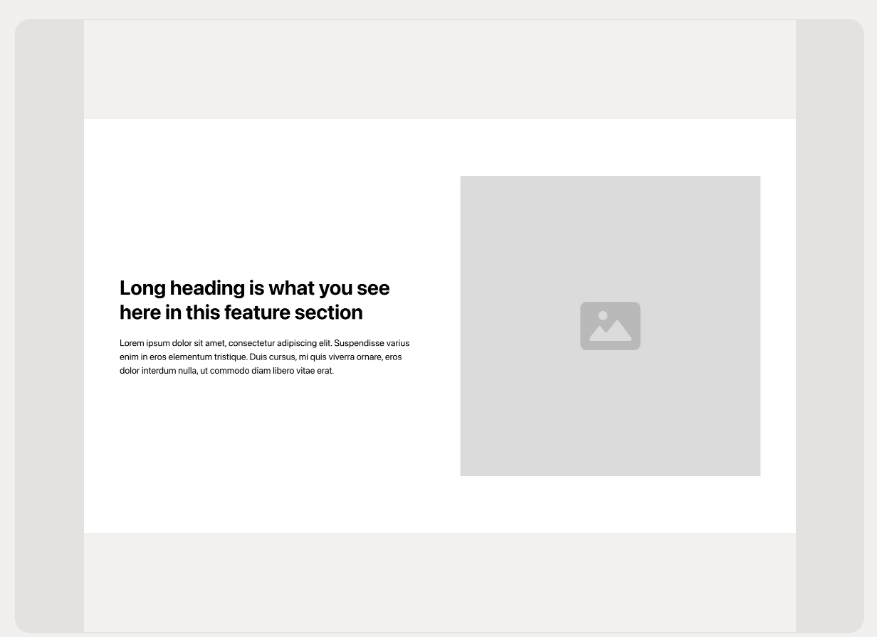 Long heading is what you see
here in this feature section
Lorem ipsum dolor sit amet, consectetur adipiscing elit. Suspendisse varius
enim in eros elementum tristique. Duis cursus, mi quis viverra ornare, eros
dolor interdum nulla, ut commodo diam libero vitae erat.